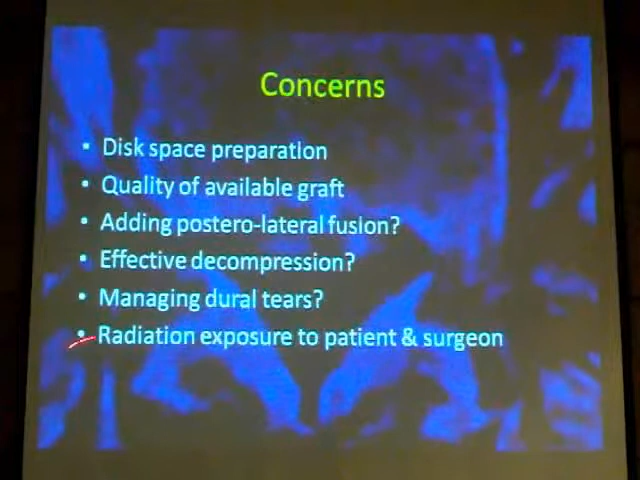 Concerns
• Disk space preparation
• Quality of available graft
• Adding postero-lateral fusion?
• Effective decompression?
• Managing dural tears?
• Radiation exposure to patient & surgeon